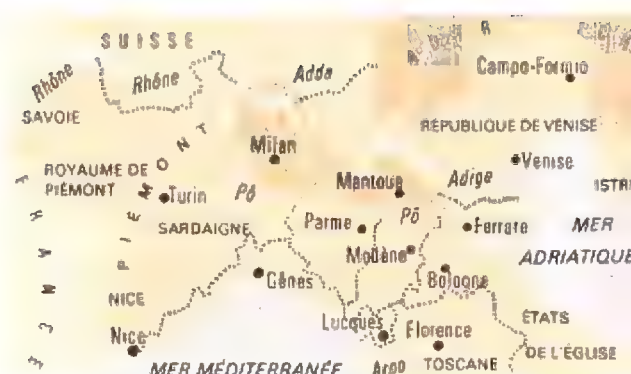 SUISSE
Rhône
Rhône
Adda
R
Campo-Formio
SAVOIE
RÉPUBLIQUE DE VENISE
Milan
Venise
ROYAUME DE
PIÉMONT
PIEMONT
Turin
Pô
Mantoue
Adige
ISTRI
SARDAIGNE
Parme
Pô
Ferrare
MER
ADRIATIQUE
Modène
Bologne
Gênes
NICE
Nice
Lucques
Florence
ÉTATS
DE L'ÉGLISE
MER MÉDITERRANÉE
Arno
TOSCANE